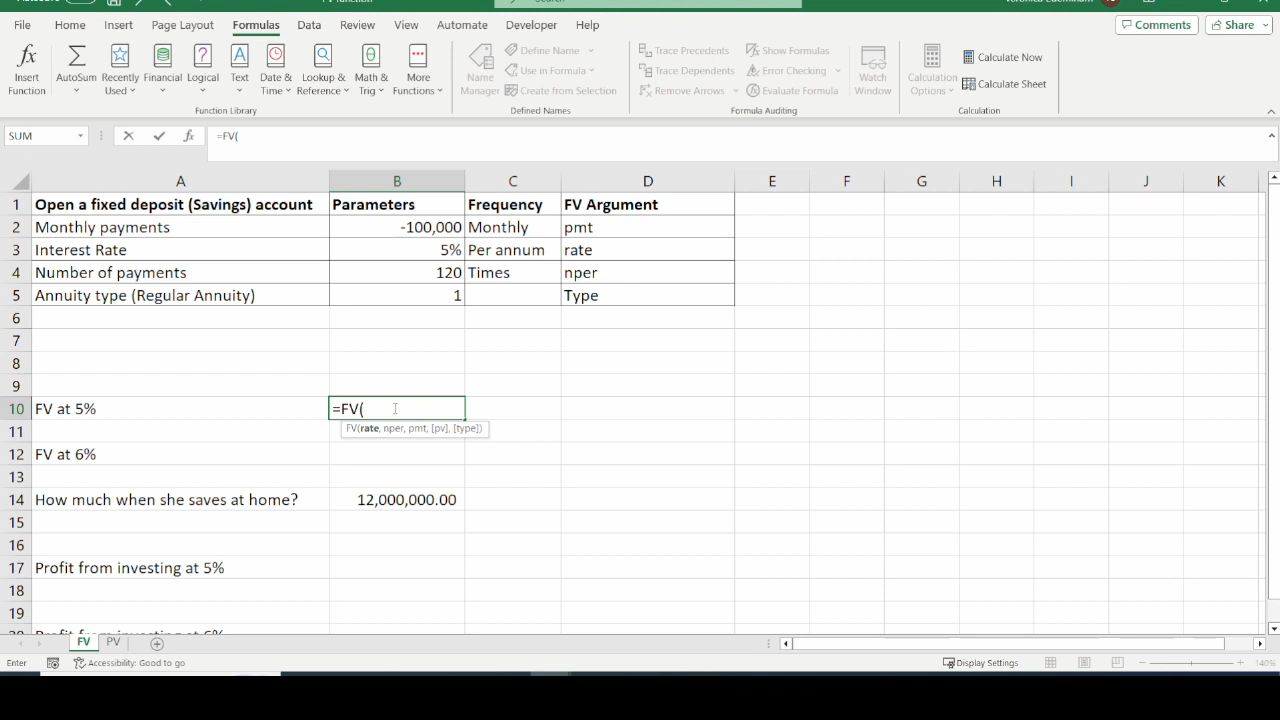 File Home Insert Page Layout Formulas Data Review View Automate Developer Help Comments Share
Insert Function
AutoSum
Recently Used
Financial
Logical
Text
Date & Time
Lookup & Reference
Math & Trig
More Functions
Function Library
Name Manager
Define Name
Use in Formula
Create from Selection
Defined Names
Trace Precedents
Trace Dependents
Remove Arrows
Show Formulas
Error Checking
Evaluate Formula
Formula Auditing
Watch Window
Calculation Options
Calculate Now
Calculate Sheet
Calculation
SUM fx =FV(
A B C D E F G H I J K
1 Open a fixed deposit (Savings) account Parameters Frequency FV Argument
2 Monthly payments -100,000 Monthly pmt
3 Interest Rate 5% Per annum rate
4 Number of payments 120 Times nper
5 Annuity type (Regular Annuity) 1 Type
6
7
8
9
10 FV at 5% =FV(
FV(rate, nper, pmt, [pv], [type])
11
12 FV at 6%
13
14 How much when she saves at home? 12,000,000.00
15
16
17 Profit from investing at 5%
18
19
20 Profit from investing at 6%
FV PV
Enter Accessibility: Good to go Display Settings 140%